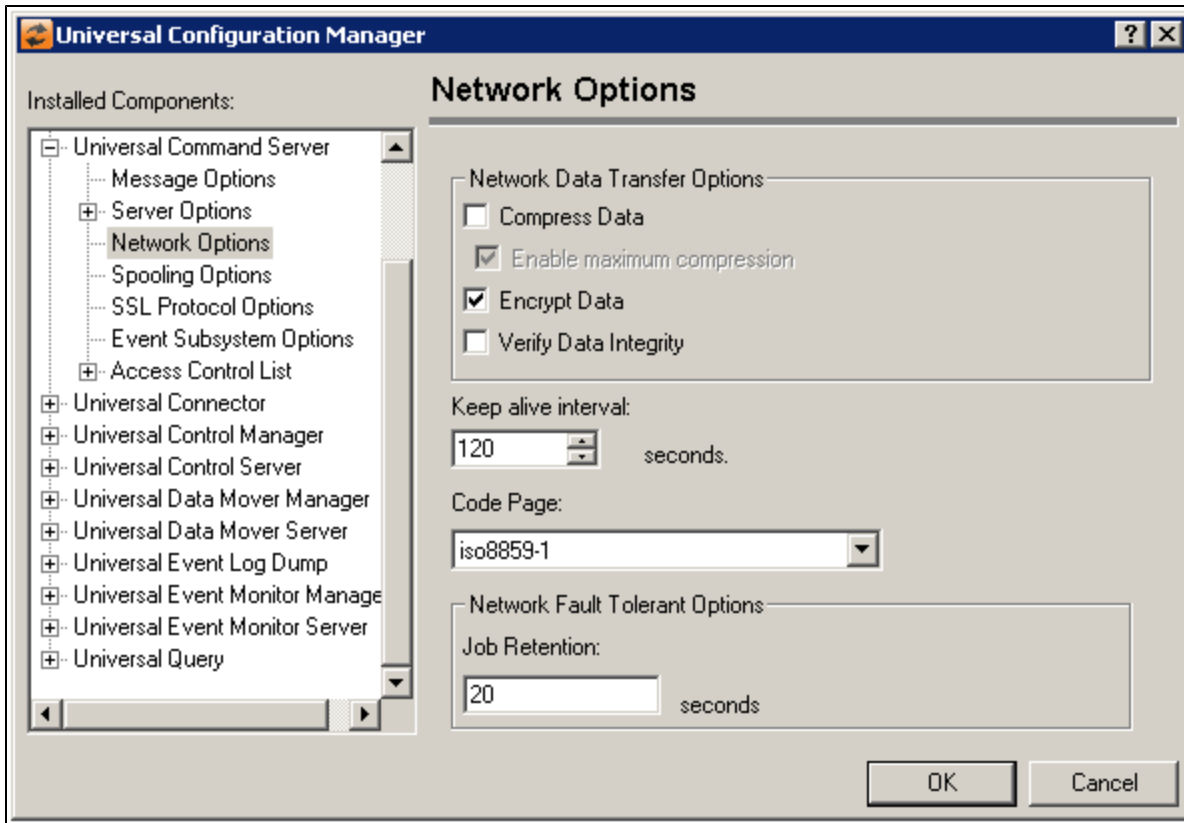 Universal Configuration Manager
Installed Components:
Universal Command Server
Message Options
Server Options
Network Options
Spooling Options
SSL Protocol Options
Event Subsystem Options
Access Control List
Universal Connector
Universal Control Manager
Universal Control Server
Universal Data Mover Manager
Universal Data Mover Server
Universal Event Log Dump
Universal Event Monitor Manage
Universal Event Monitor Server
Universal Query
Network Options
Network Data Transfer Options
Compress Data
Enable maximum compression
Encrypt Data
Verify Data Integrity
Keep alive interval:
120 seconds.
Code Page:
iso8859-1
Network Fault Tolerant Options
Job Retention:
20 seconds
OK Cancel